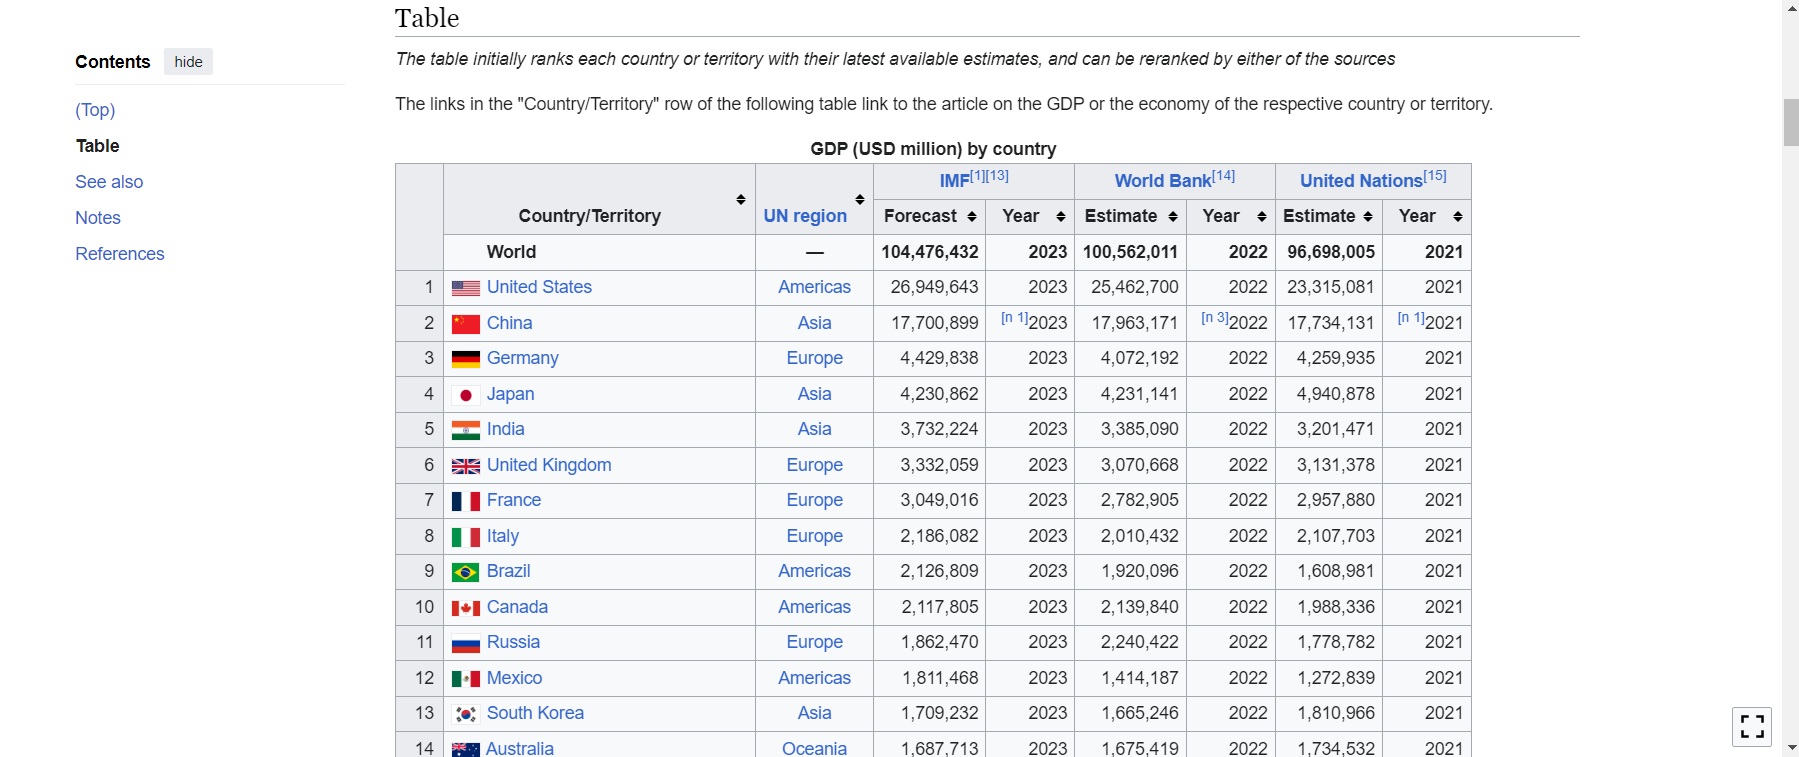 Table
Contents hide
The table initially ranks each country or territory with their latest available estimates, and can be reranked by either of the sources
(Top)
The links in the "Country/Territory" row of the following table link to the article on the GDP or the economy of the respective country or territory.
Table
See also
Notes
References
GDP (USD million) by country
Country/Territory UN region IMF[1][13] World Bank[14] United Nations[15]
Forecast Year Estimate Year Estimate Year
World — 104,476,432 2023 100,562,011 2022 96,698,005 2021
1 United States Americas 26,949,643 2023 25,462,700 2022 23,315,081 2021
2 China Asia 17,700,899 [n 1]2023 17,963,171 [n 3]2022 17,734,131 [n 1]2021
3 Germany Europe 4,429,838 2023 4,072,192 2022 4,259,935 2021
4 Japan Asia 4,230,862 2023 4,231,141 2022 4,940,878 2021
5 India Asia 3,732,224 2023 3,385,090 2022 3,201,471 2021
6 United Kingdom Europe 3,332,059 2023 3,070,668 2022 3,131,378 2021
7 France Europe 3,049,016 2023 2,782,905 2022 2,957,880 2021
8 Italy Europe 2,186,082 2023 2,010,432 2022 2,107,703 2021
9 Brazil Americas 2,126,809 2023 1,920,096 2022 1,608,981 2021
10 Canada Americas 2,117,805 2023 2,139,840 2022 1,988,336 2021
11 Russia Europe 1,862,470 2023 2,240,422 2022 1,778,782 2021
12 Mexico Americas 1,811,468 2023 1,414,187 2022 1,272,839 2021
13 South Korea Asia 1,709,232 2023 1,665,246 2022 1,810,966 2021
14 Australia Oceania 1,687,713 2023 1,675,419 2022 1,734,532 2021